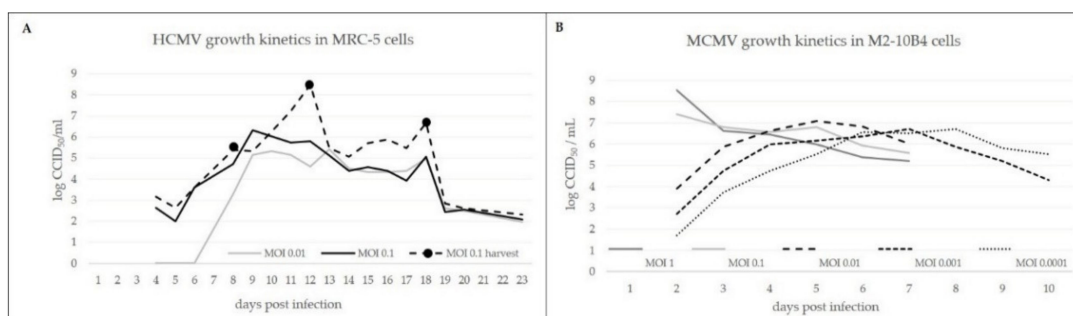 A
HCMV growth kinetics in MRC-5 cells
log CCID50/ml
9
8
7
6
5
4
3
2
1
0
MOI 0.01 MOI 0.1 MOI 0.1 harvest
1 2 3 4 5 6 7 8 9 10 11 12 13 14 15 16 17 18 19 20 21 22 23
days post infection
B
MCMV growth kinetics in M2-10B4 cells
log CCID50 / mL
9
8
7
6
5
4
3
2
1
0
MOI 1 MOI 0.1 MOI 0.01 MOI 0.001 MOI 0.0001
1 2 3 4 5 6 7 8 9 10
days post infection